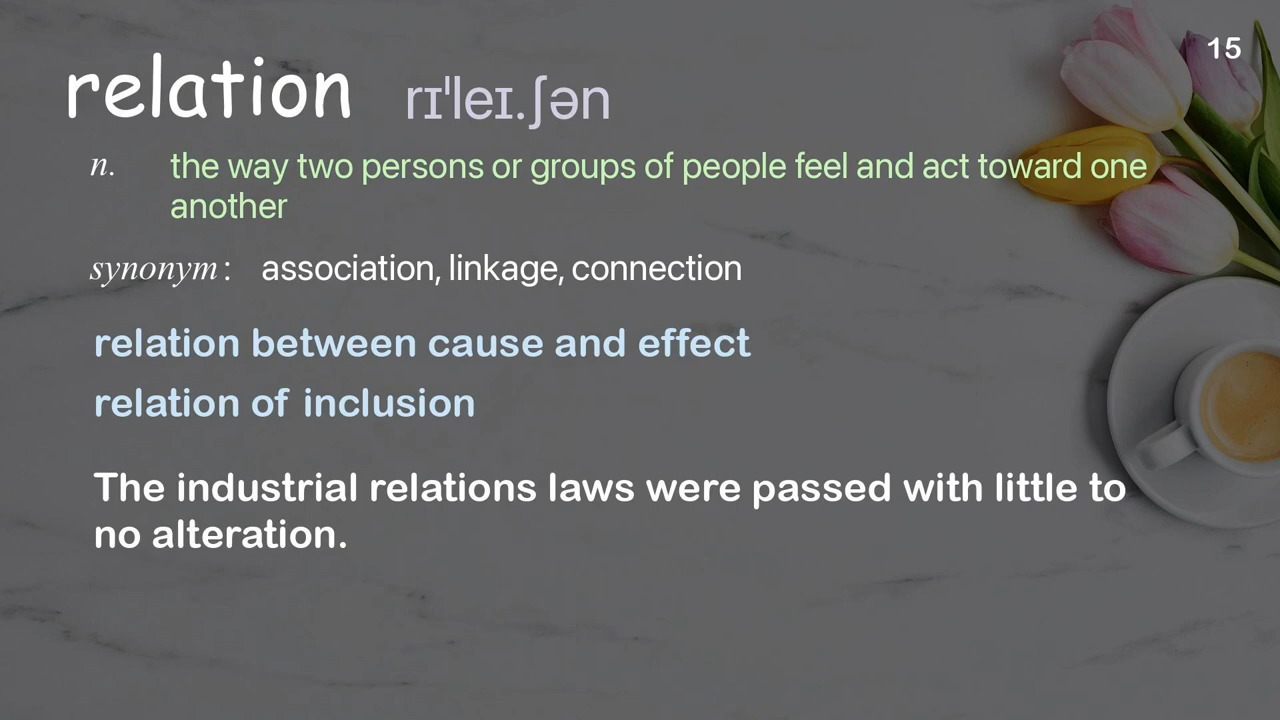 15
relation rɪˈleɪ.ʃən
n. the way two persons or groups of people feel and act toward one
another
synonym: association, linkage, connection
relation between cause and effect
relation of inclusion
The industrial relations laws were passed with little to
no alteration.